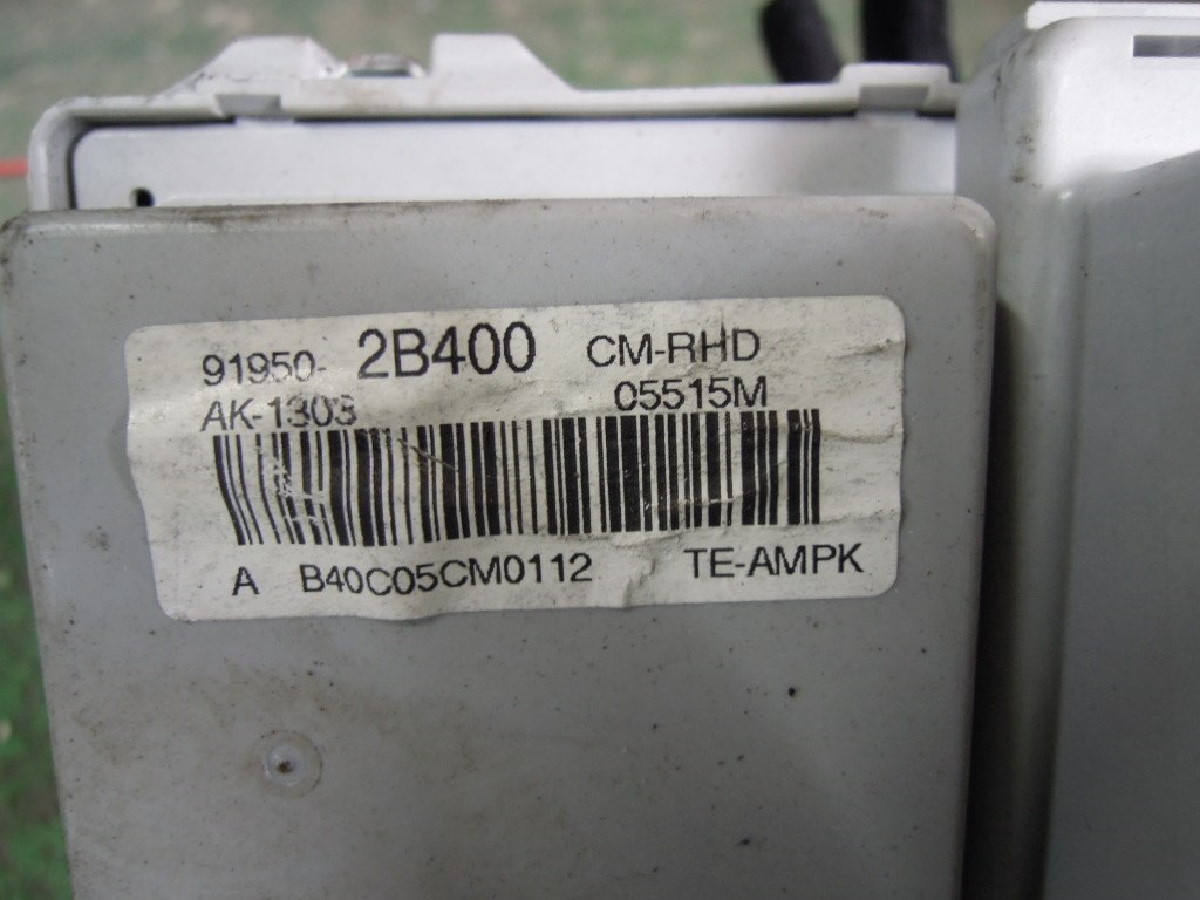 91950- 2B400 CM-RHD
AK-1303 05515M
A B40C05CM0112 TE-AMPK